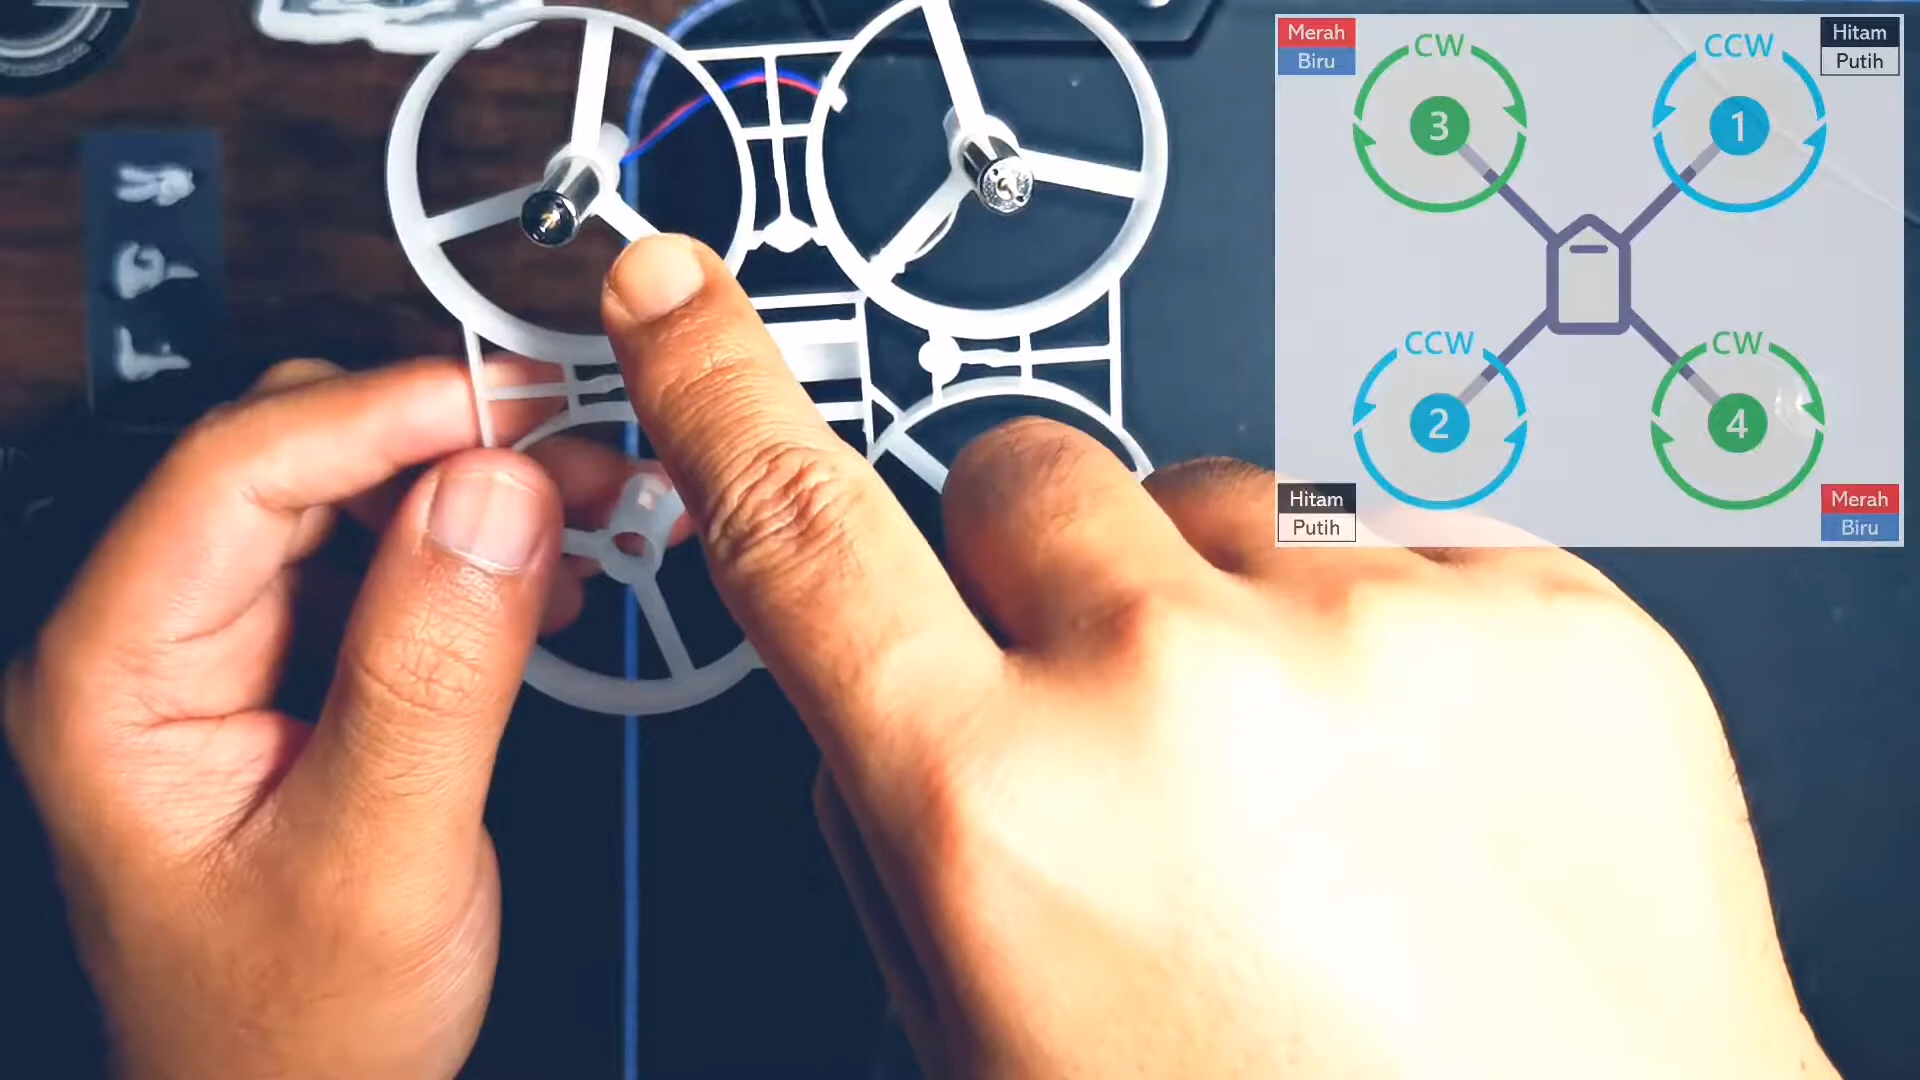 Merah
Biru
CW
CCW
Hitam
Putih
3
1
CCW
CW
2
4
Hitam
Putih
Merah
Biru